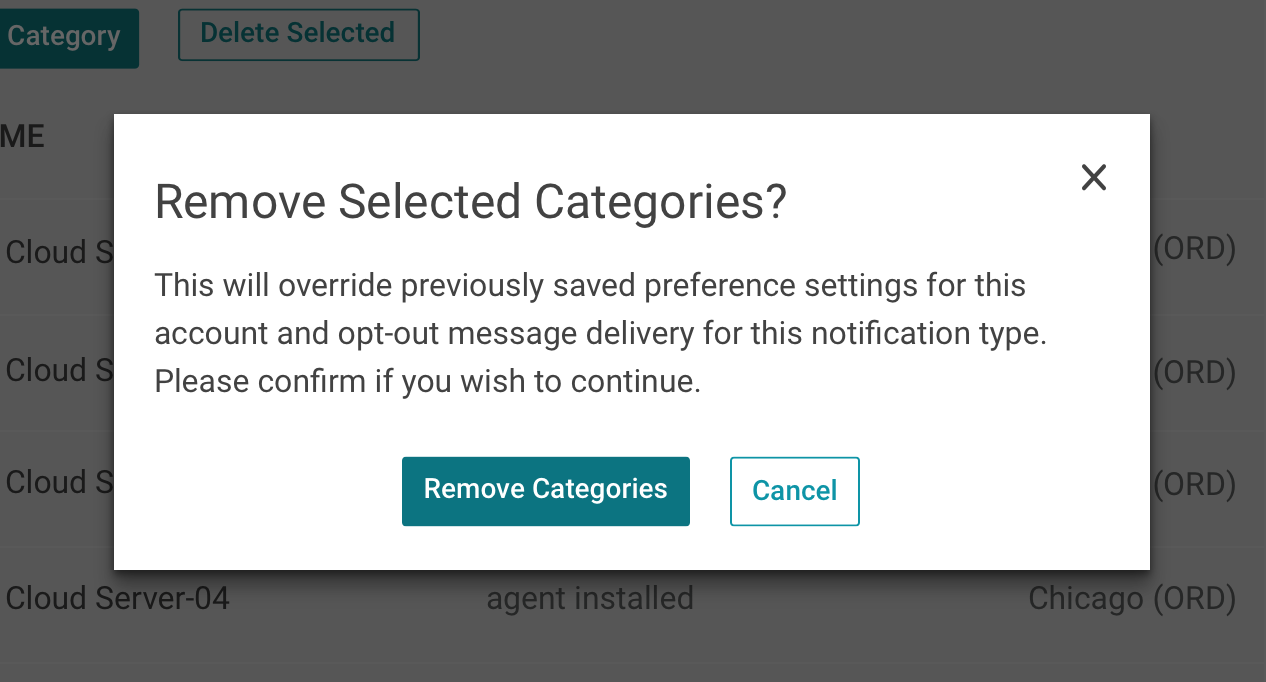 Category Delete Selected
ME
Remove Selected Categories?
Cloud S (ORD)
This will override previously saved preference settings for this
account and opt-out message delivery for this notification type.
Cloud S (ORD)
Please confirm if you wish to continue.
Cloud S (ORD)
Remove Categories Cancel
Cloud Server-04 agent installed Chicago (ORD)